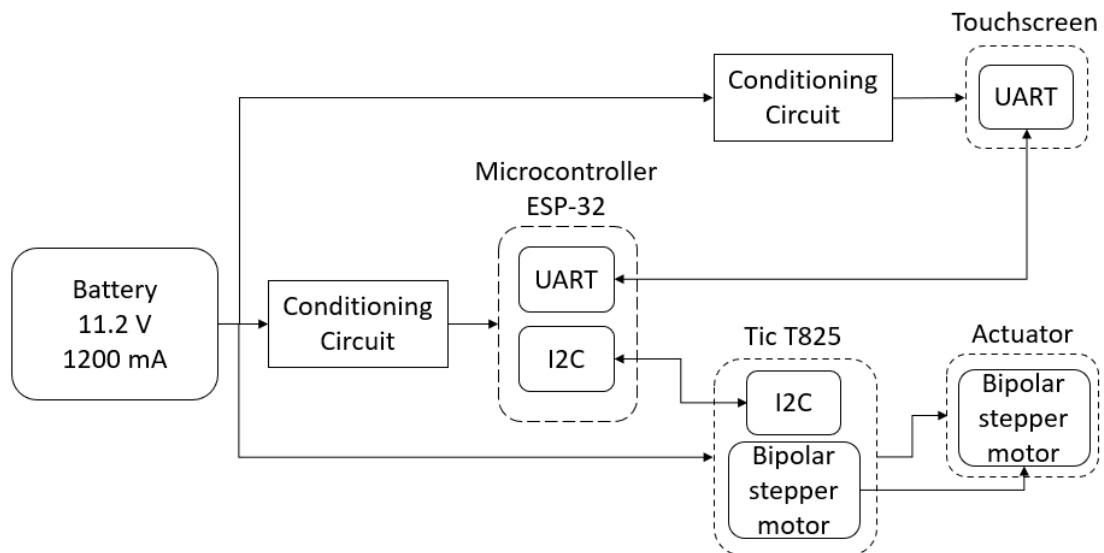 Touchscreen
UART
Conditioning
Circuit
Microcontroller
ESP-32
UART
I2C
Battery
11.2 V
1200 mA
Conditioning
Circuit
Tic T825
I2C
Bipolar
stepper
motor
Actuator
Bipolar
stepper
motor